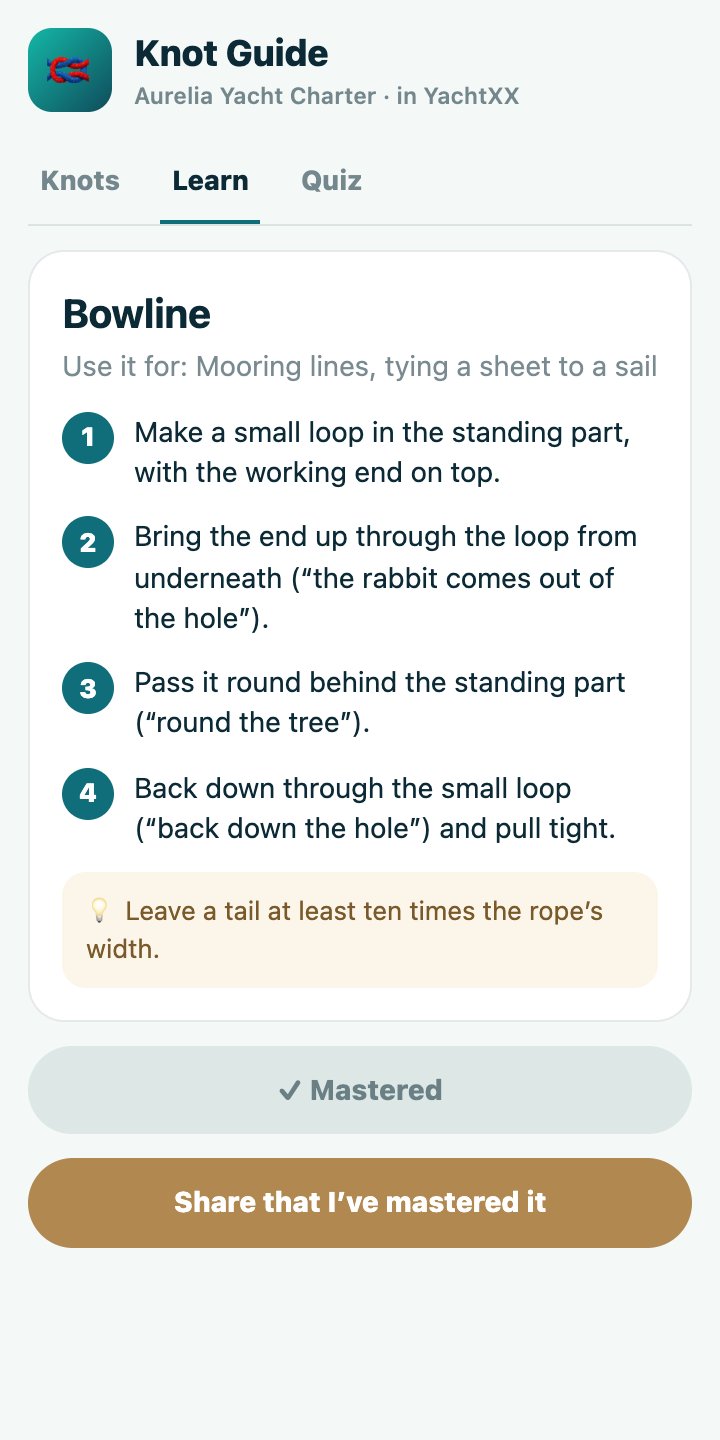 Knot Guide
Aurelia Yacht Charter · in YachtXX
Knots
Learn
Quiz
Bowline
Use it for: Mooring lines, tying a sheet to a sail
1
Make a small loop in the standing part,
with the working end on top.
2
Bring the end up through the loop from
underneath (“the rabbit comes out of
the hole”).
3
Pass it round behind the standing part
(“round the tree”).
4
Back down through the small loop
(“back down the hole”) and pull tight.
💡 Leave a tail at least ten times the rope’s
width.
✓ Mastered
Share that I’ve mastered it